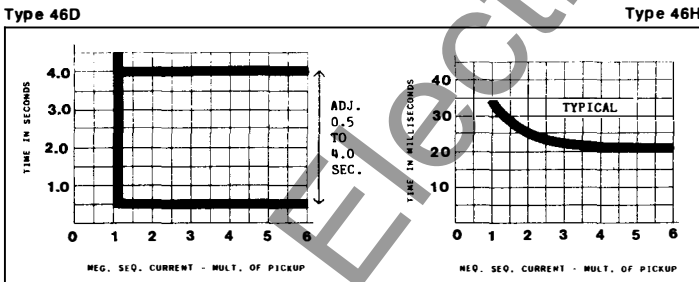 Type 46D
Type 46H
TIME IN SECONDS
4.0
3.0
2.0
1.0
0 1 2 3 4 5 6
NEG. SEQ. CURRENT - MULT. OF PICKUP
ADJ.
0.5
TO
4.0
SEC.
TIME IN MILLISECONDS
40
30
20
10
TYPICAL
0 1 2 3 4 5 6
NEQ. SEQ. CURRENT - MULT. OF PICKUP
Elect